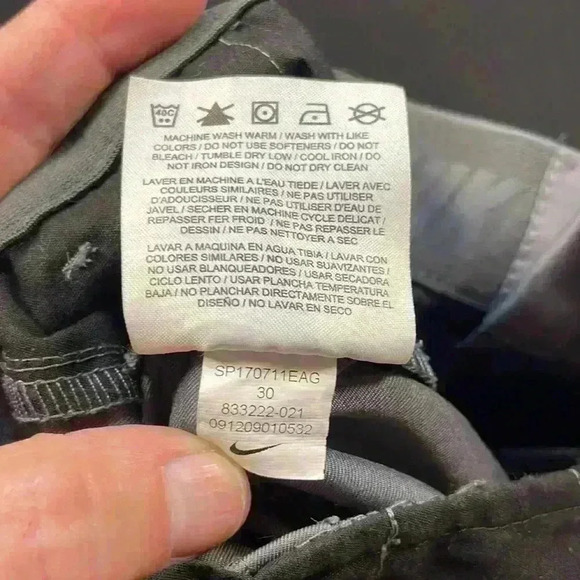 40C
MACHINE WASH WARM / WASH WITH LIKE
COLORS / DO NOT USE SOFTENERS / DO NOT
BLEACH / TUMBLE DRY LOW / COOL IRON / DO
NOT IRON DESIGN / DO NOT DRY CLEAN
LAVER EN MACHINE A L'EAU TIEDE / LAVER AVEC
COULEURS SIMILAIRES / NE PAS UTILISER
D'ADOUCISSEUR / NE PAS UTILISER D'EAU DE
JAVEL / SECHER EN MACHINE CYCLE DELICAT /
REPASSER FER FROID / NE PAS REPASSER LE
DESSIN / NE PAS NETTOYER A SEC
LAVAR A MAQUINA EN AGUA TIBIA / LAVAR CON
COLORES SIMILARES / NO USAR SUAVIZANTES /
NO USAR BLANQUEADORES / USAR SECADORA
CICLO LENTO / USAR PLANCHA TEMPERATURA
BAJA / NO PLANCHAR DIRECTAMENTE SOBRE EL
DISEÑO / NO LAVAR EN SECO
SP170711EAG
30
833222-021
091209010532